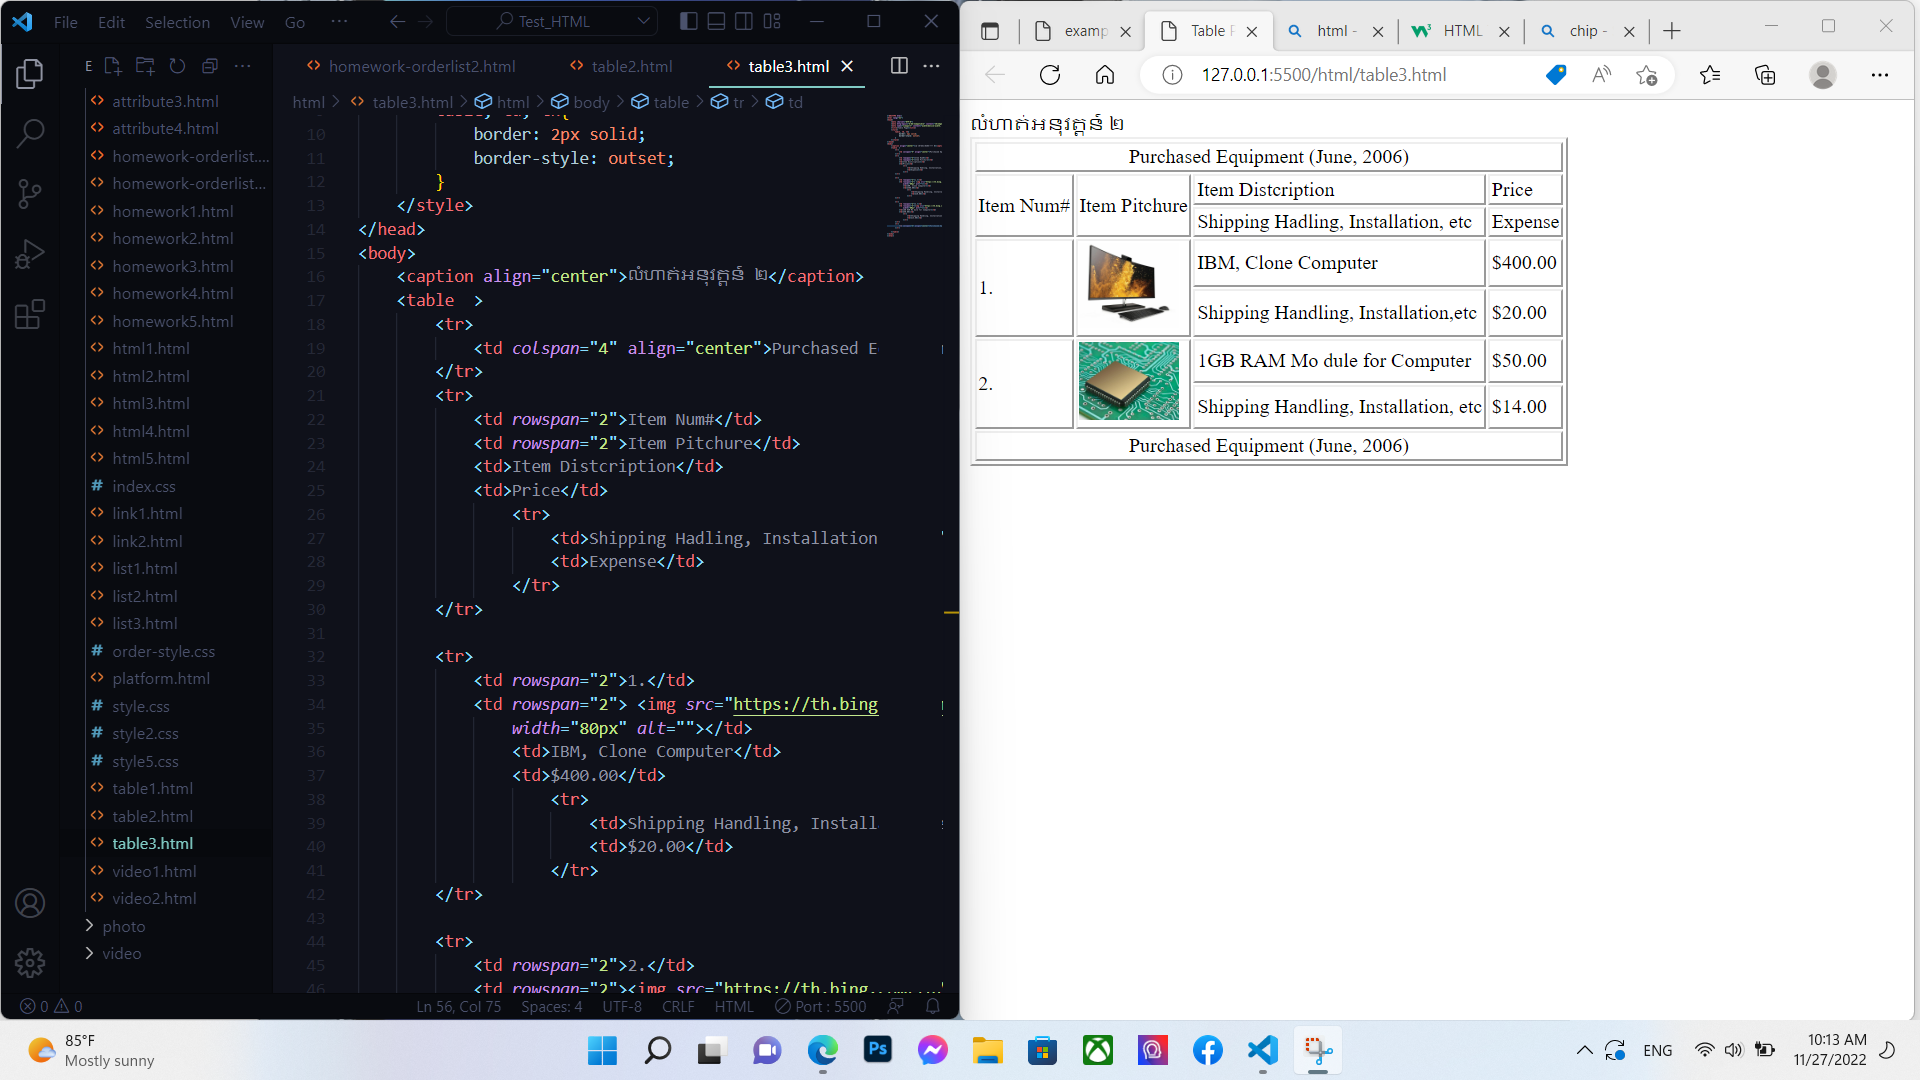 File Edit Selection View Go ··· Test_HTML
E
attribute3.html
attribute4.html
homework-orderlist....
homework-orderlist...
homework1.html
homework2.html
homework3.html
homework4.html
homework5.html
html1.html
html2.html
html3.html
html4.html
html5.html
# index.css
link1.html
link2.html
list1.html
list2.html
list3.html
# order-style.css
platform.html
# style.css
# style2.css
# style5.css
table1.html
table2.html
table3.html
video1.html
video2.html
photo
video
homework-orderlist2.html table2.html table3.html
html > table3.html > html > body > table > tr > td
10 border: 2px solid;
11 border-style: outset;
12 }
13 </style>
14 </head>
15 <body>
16 <caption align="center">លំហាត់អនុវត្តន៍ ២</caption>
17 <table >
18 <tr>
19 <td colspan="4" align="center">Purchased E
20 </tr>
21 <tr>
22 <td rowspan="2">Item Num#</td>
23 <td rowspan="2">Item Pitchure</td>
24 <td>Item Distcription</td>
25 <td>Price</td>
26 <tr>
27 <td>Shipping Hadling, Installation
28 <td>Expense</td>
29 </tr>
30 </tr>
31
32 <tr>
33 <td rowspan="2">1.</td>
34 <td rowspan="2"> <img src="https://th.bing
35 width="80px" alt=""></td>
36 <td>IBM, Clone Computer</td>
37 <td>$400.00</td>
38 <tr>
39 <td>Shipping Handling, Install
40 <td>$20.00</td>
41 </tr>
42 </tr>
43
44 <tr>
45 <td rowspan="2">2.</td>
46 <td rowspan="2"><img src="https://th.bing.
0 0 Ln 56, Col 75 Spaces: 4 UTF-8 CRLF HTML Port : 5500
examp Table P html - HTML chip -
127.0.0.1:5500/html/table3.html
លំហាត់អនុវត្តន៍ ២
Purchased Equipment (June, 2006)
Item Num# Item Pitchure Item Distcription Price
Shipping Hadling, Installation, etc Expense
1. IBM, Clone Computer $400.00
Shipping Handling, Installation,etc $20.00
2. 1GB RAM Mo dule for Computer $50.00
Shipping Handling, Installation, etc $14.00
Purchased Equipment (June, 2006)
85°F
Mostly sunny
Ps
ENG
10:13 AM
11/27/2022